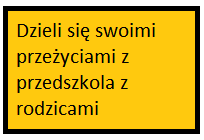 Dzieli się swoimi
przeżyciami z
przedszkola z
rodzicami